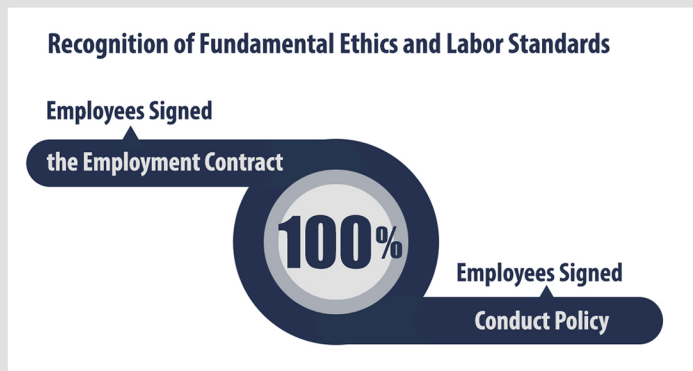 Recognition of Fundamental Ethics and Labor Standards
Employees Signed
the Employment Contract
100%
Employees Signed
Conduct Policy